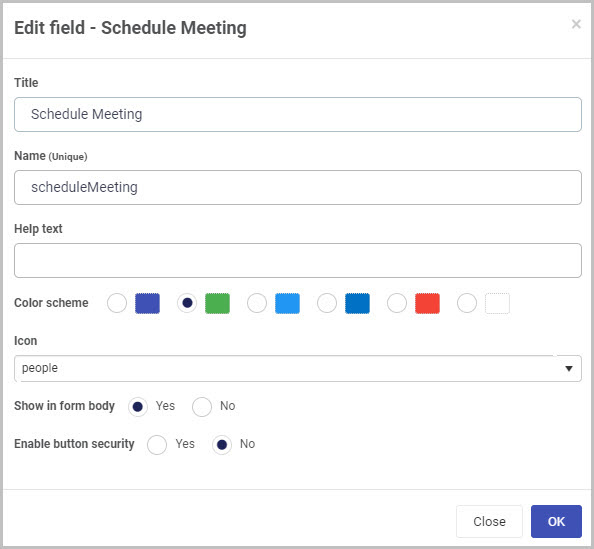 Edit field - Schedule Meeting ×
Title
Schedule Meeting
Name (Unique)
scheduleMeeting
Help text
Color scheme
Icon
people
Show in form body Yes No
Enable button security Yes No
Close OK